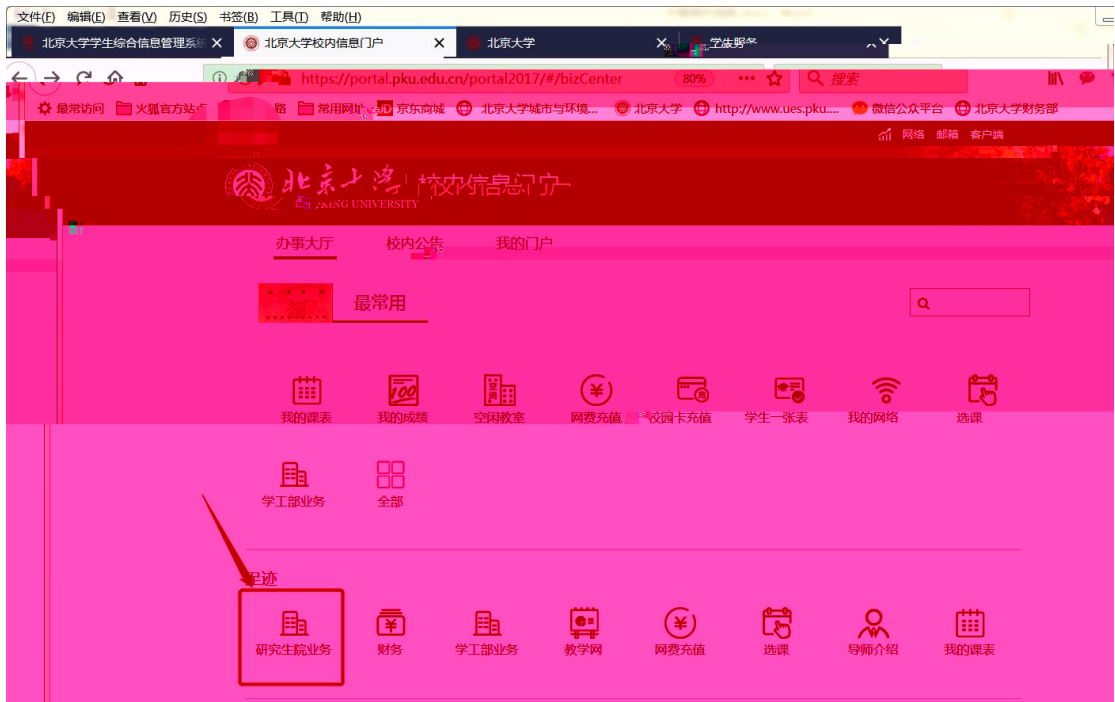 文件(F) 编辑(E) 查看(V) 历史(S) 书签(B) 工具(T) 帮助(H)
北京大学学生综合信息管理系统 北京大学校内信息门户 北京大学
https://portal.pku.edu.cn/portal2017/#/bizCenter 80% 搜索
最常访问 火狐官方站点 常用网址 京东商城 北京大学城市与环境... 北京大学 http://www.ues.pku.... 微信公众平台 北京大学财务部
网络 邮箱 客户端
北京大学 校内信息门户
UNIVERSITY
办事大厅 校内公告 我的门户
最常用
我的课表 我的成绩 空闲教室 网费充值 校园卡充值 学生一张表 我的网络 选课
学工部业务 全部
足迹
研究生院业务 财务 学工部业务 教学网 网费充值 选课 导师介绍 我的课表